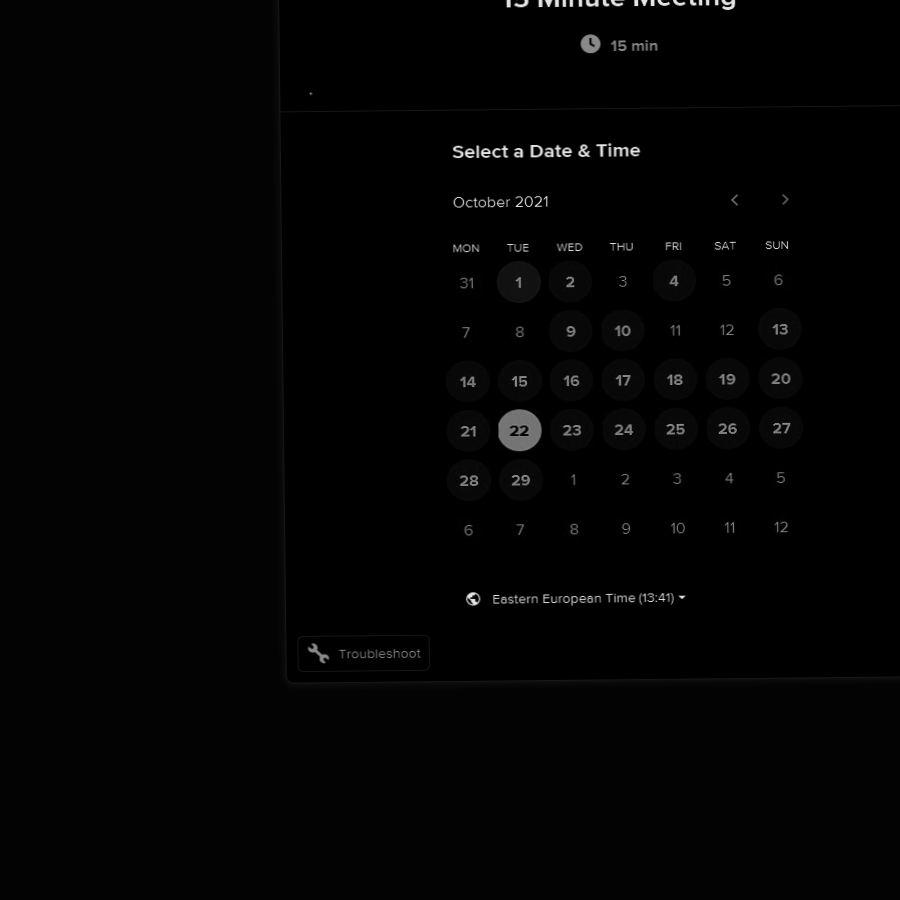 15 Minute Meeting
15 min
Select a Date & Time
October 2021
MON TUE WED THU FRI SAT SUN
31 1 2 3 4 5 6
7 8 9 10 11 12 13
14 15 16 17 18 19 20
21 22 23 24 25 26 27
28 29 1 2 3 4 5
6 7 8 9 10 11 12
Eastern European Time (13:41)
Troubleshoot